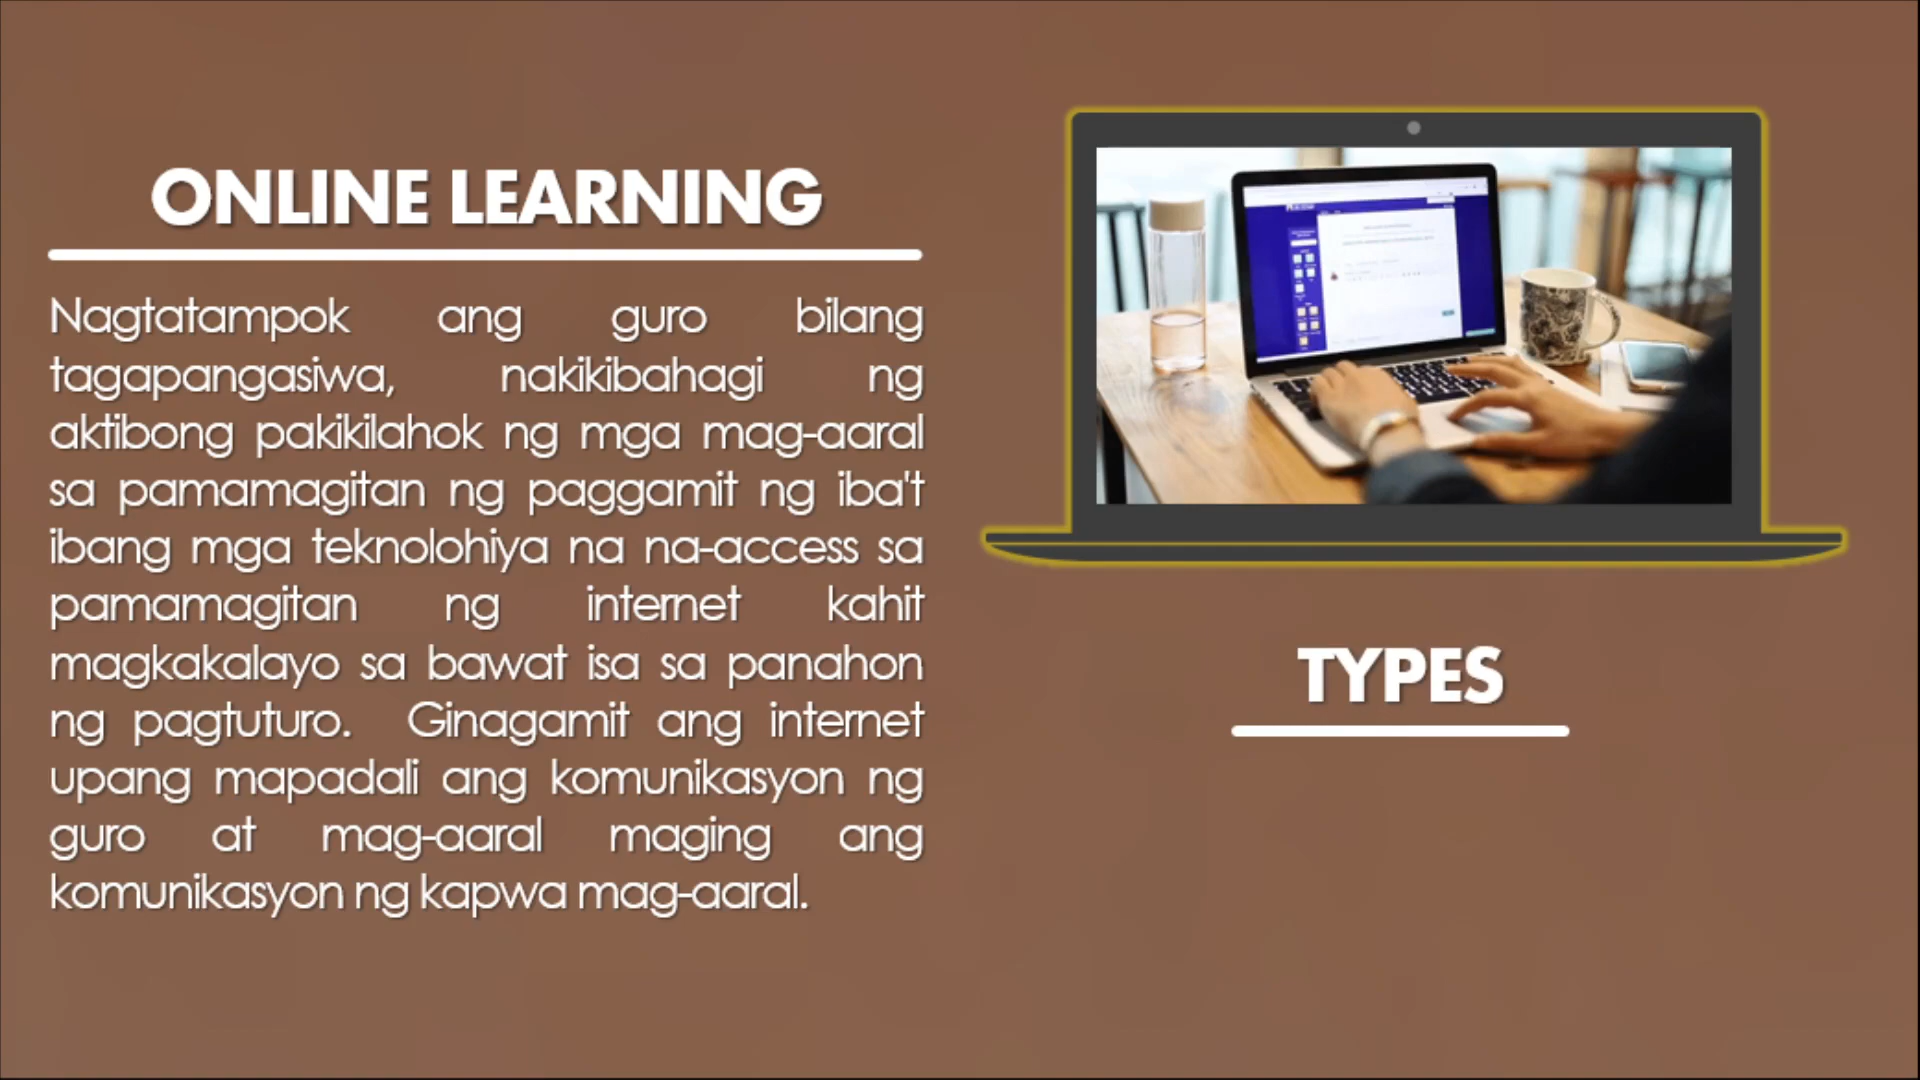 ONLINE LEARNING
Nagtatampok ang guro bilang
tagapangasiwa, nakikibahagi ng
aktibong pakikilahok ng mga mag-aaral
sa pamamagitan ng paggamit ng iba't
ibang mga teknolohiya na na-access sa
pamamagitan ng internet kahit
magkakalayo sa bawat isa sa panahon
ng pagtuturo. Ginagamit ang internet
upang mapadali ang komunikasyon ng
guro at mag-aaral maging ang
komunikasyon ng kapwa mag-aaral.
TYPES